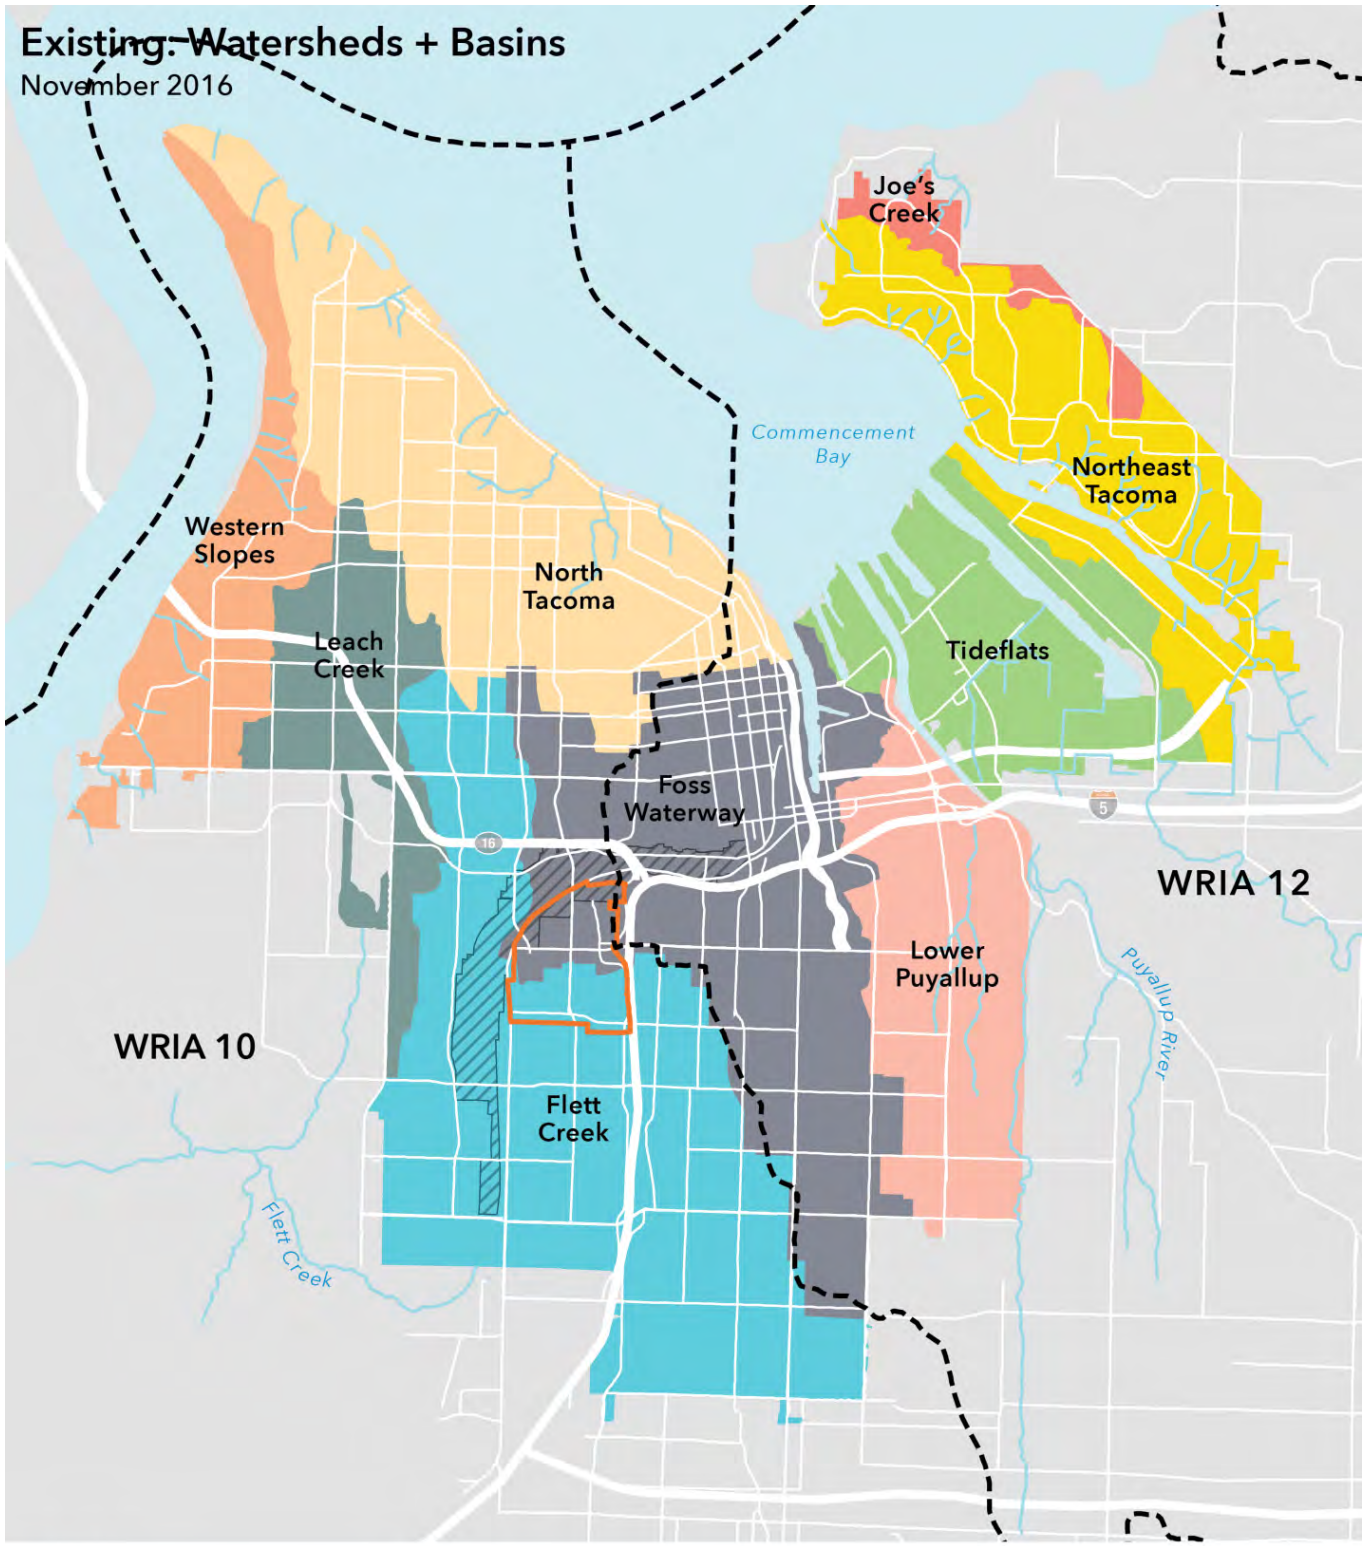 Existing: Watersheds + Basins
November 2016
Joe's
Creek
Commencement
Bay
Northeast
Tacoma
Western
Slopes
North
Tacoma
Leach
Creek
Tideflats
Foss
Waterway
5
16
WRIA 12
Lower
Puyallup
Puyallup River
WRIA 10
Flett
Creek
Flett Creek